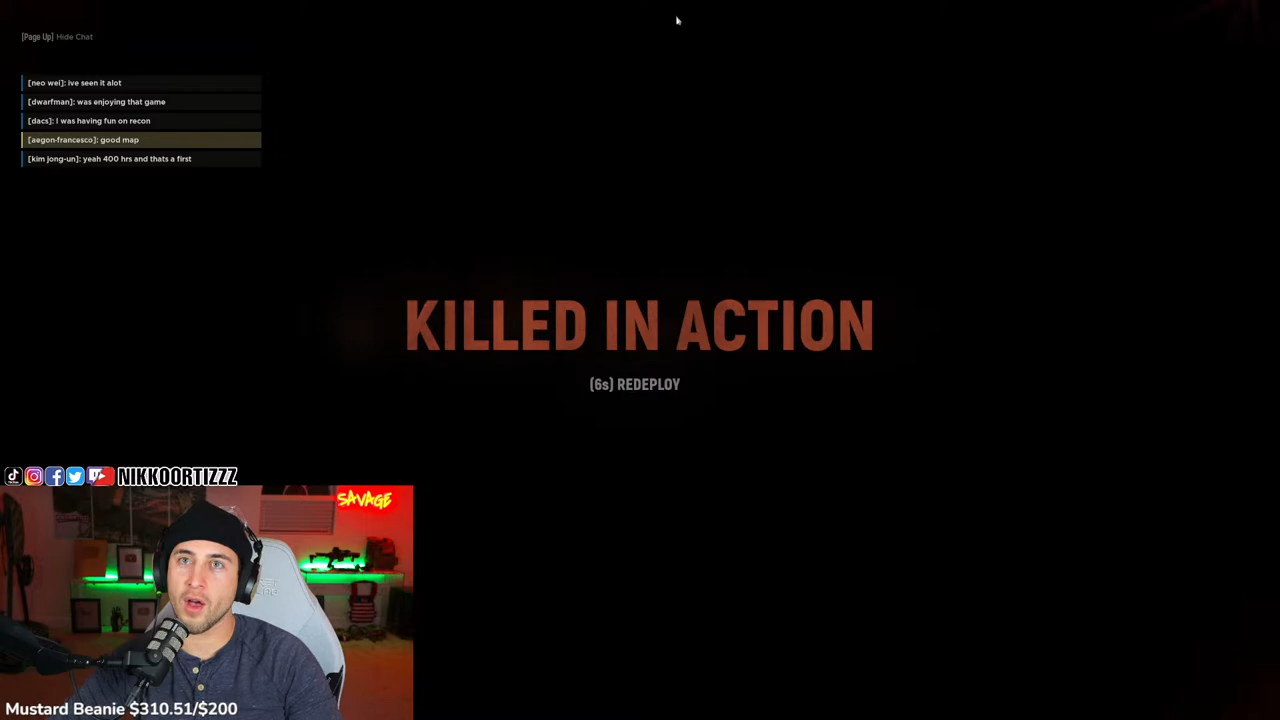 [Page Up] Hide Chat
[neo wei]: ive seen it alot
[dwarfman]: was enjoying that game
[dacs]: I was having fun on recon
[aegon-francesco]: good map
[kim jong-un]: yeah 400 hrs and thats a first
KILLED IN ACTION
(6s) REDEPLOY
NIKKOORTIZZZ
SAVAGE
Mustard Beanie $310.51/$200